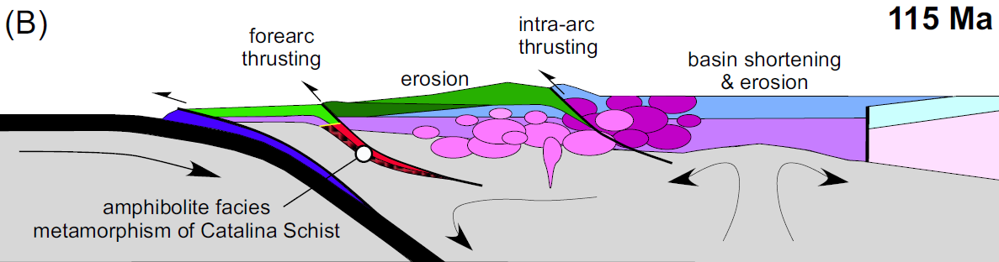 (B)
115 Ma
forearc
thrusting
intra-arc
thrusting
erosion
basin shortening
& erosion
amphibolite facies
metamorphism of Catalina Schist